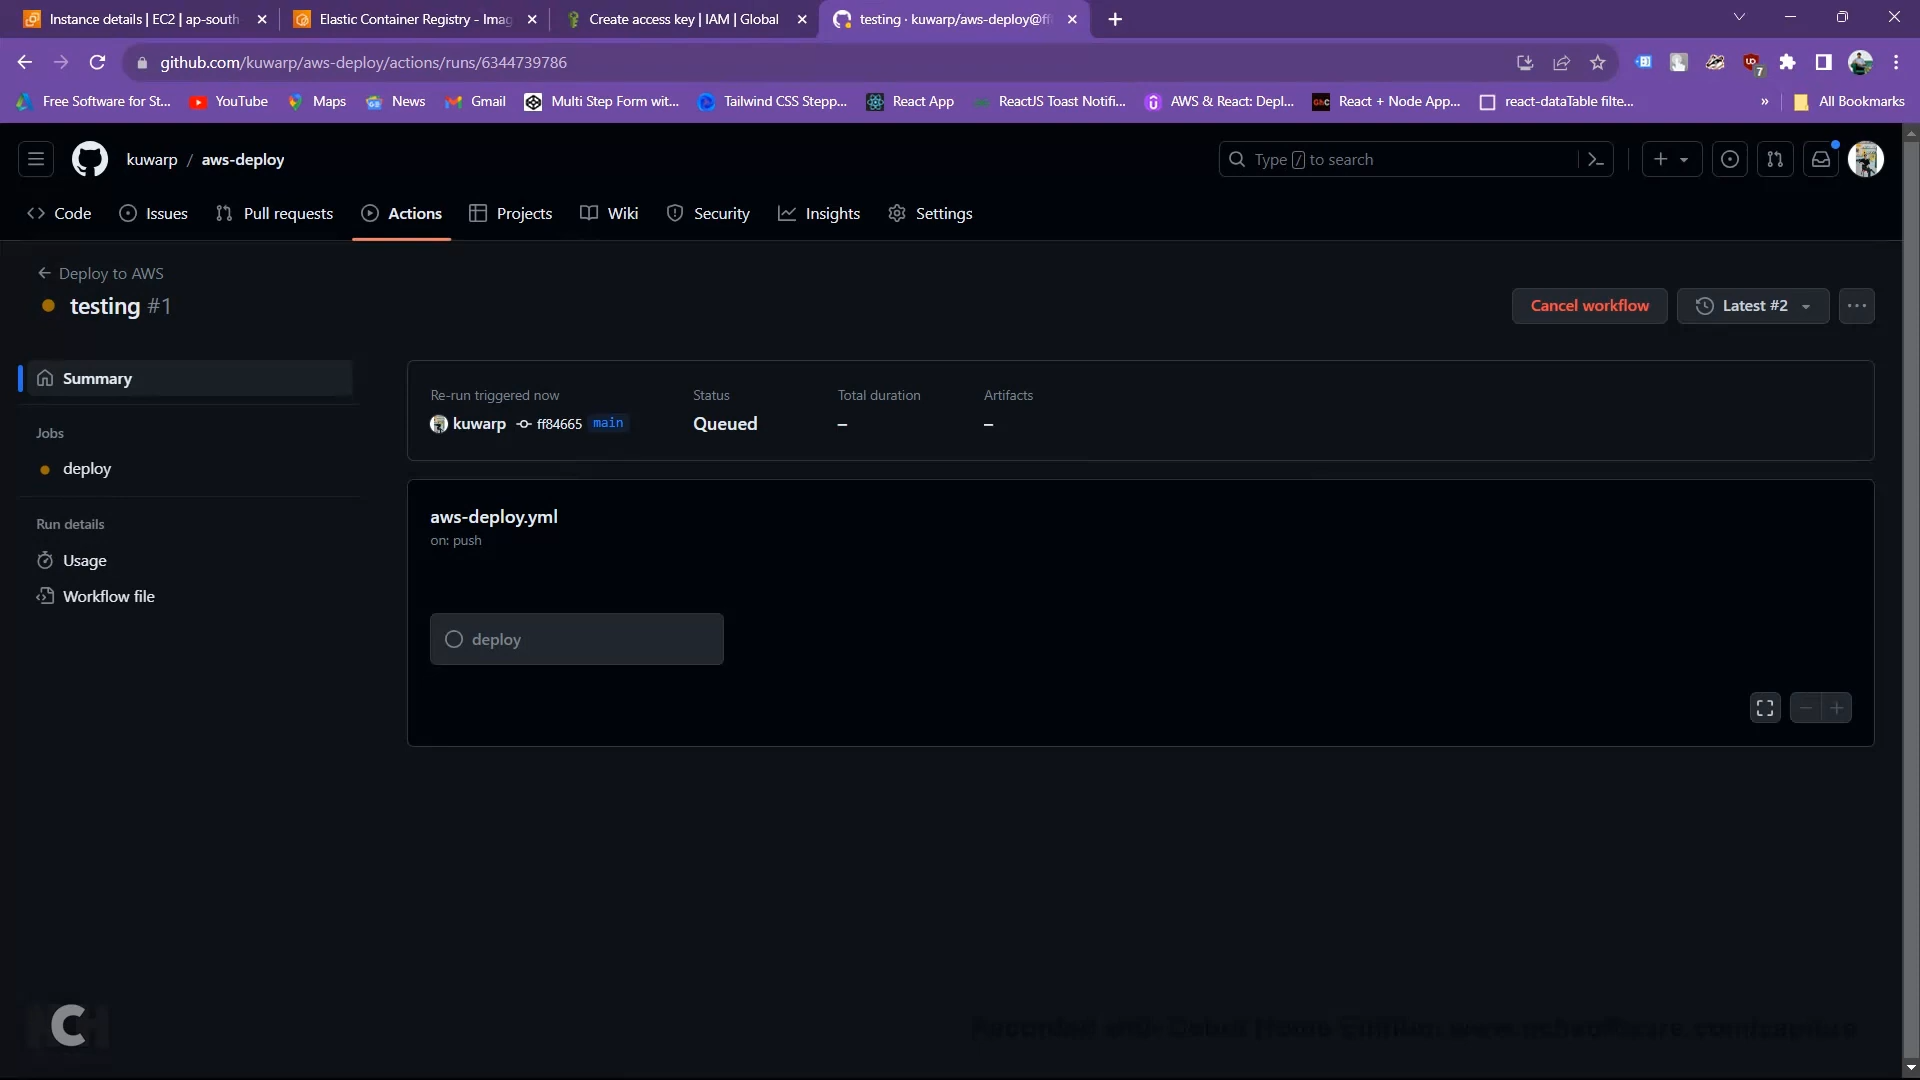 Instance details | EC2 | ap-south
Elastic Container Registry - Imag
Create access key | IAM | Global
testing · kuwarp/aws-deploy@ff
github.com/kuwarp/aws-deploy/actions/runs/6344739786
7
Free Software for St...
YouTube
Maps
News
Gmail
Multi Step Form wit...
Tailwind CSS Stepp...
React App
ReactJS Toast Notifi...
AWS & React: Depl...
React + Node App...
react-dataTable filte...
»
All Bookmarks
kuwarp / aws-deploy
Type / to search
Code
Issues
Pull requests
Actions
Projects
Wiki
Security
Insights
Settings
Deploy to AWS
testing #1
Cancel workflow
Latest #2
Summary
Jobs
deploy
Run details
Usage
Workflow file
Re-run triggered now
kuwarp ff84665 main
Status
Queued
Total duration
–
Artifacts
–
aws-deploy.yml
on: push
deploy